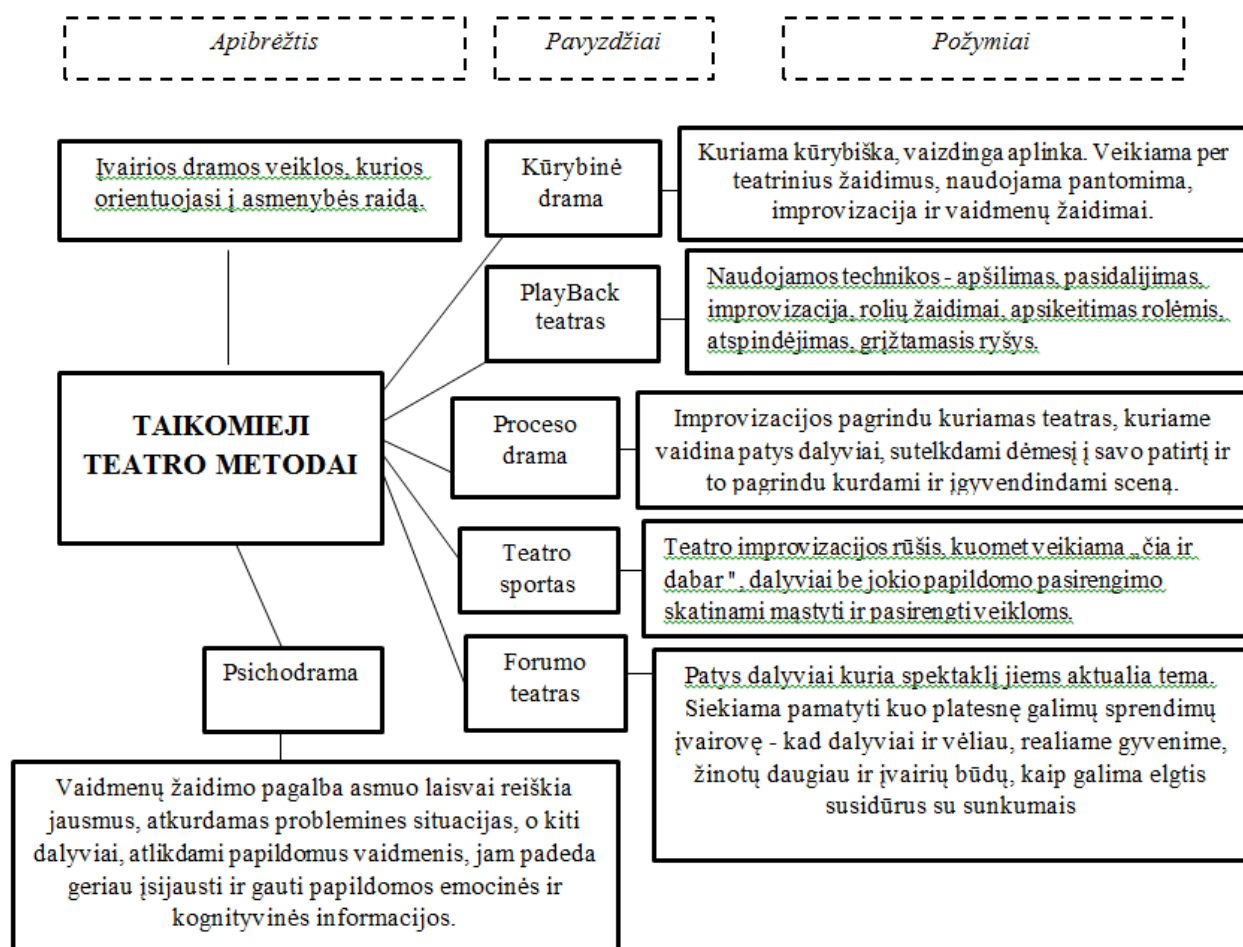 Apibrėžtis
Pavyzdžiai
Požymiai
Įvairios dramos veiklos, kurios
orientuojasi į asmenybės raidą.
TAIKOMIEJI
TEATRO METODAI
Kūrybinė
drama
Kuriama kūrybiška, vaizdinga aplinka. Veikiama per
teatrinius žaidimus, naudojama pantomima,
improvizacija ir vaidmenų žaidimai.
PlayBack
teatras
Naudojamos technikos - apšilimas, pasidalijimas,
improvizacija, rolių žaidimai, apsikeitimas rolėmis,
atspindėjimas, grįžtamasis ryšys.
Proceso
drama
Improvizacijos pagrindu kuriamas teatras, kuriame
vaidina patys dalyviai, sutelkdami dėmesį į savo patirtį ir
to pagrindu kurdami ir įgyvendindami sceną.
Teatro
sportas
Teatro improvizacijos rūšis, kuomet veikiama „čia ir
dabar", dalyviai be jokio papildomo pasirengimo
skatinami mąstyti ir pasirengti veikloms.
Forumo
teatras
Patys dalyviai kuria spektaklį jiems aktualia tema.
Siekiama pamatyti kuo platesnę galimų sprendimų
įvairovę - kad dalyviai ir vėliau, realiame gyvenime,
žinotų daugiau ir įvairių būdų, kaip galima elgtis
susidūrus su sunkumais
Psichodrama
Vaidmenų žaidimo pagalba asmuo laisvai reiškia
jausmus, atkurdamas problemines situacijas, o kiti
dalyviai, atlikdami papildomus vaidmenis, jam padeda
geriau įsijausti ir gauti papildomos emocinės ir
kognityvinės informacijos.